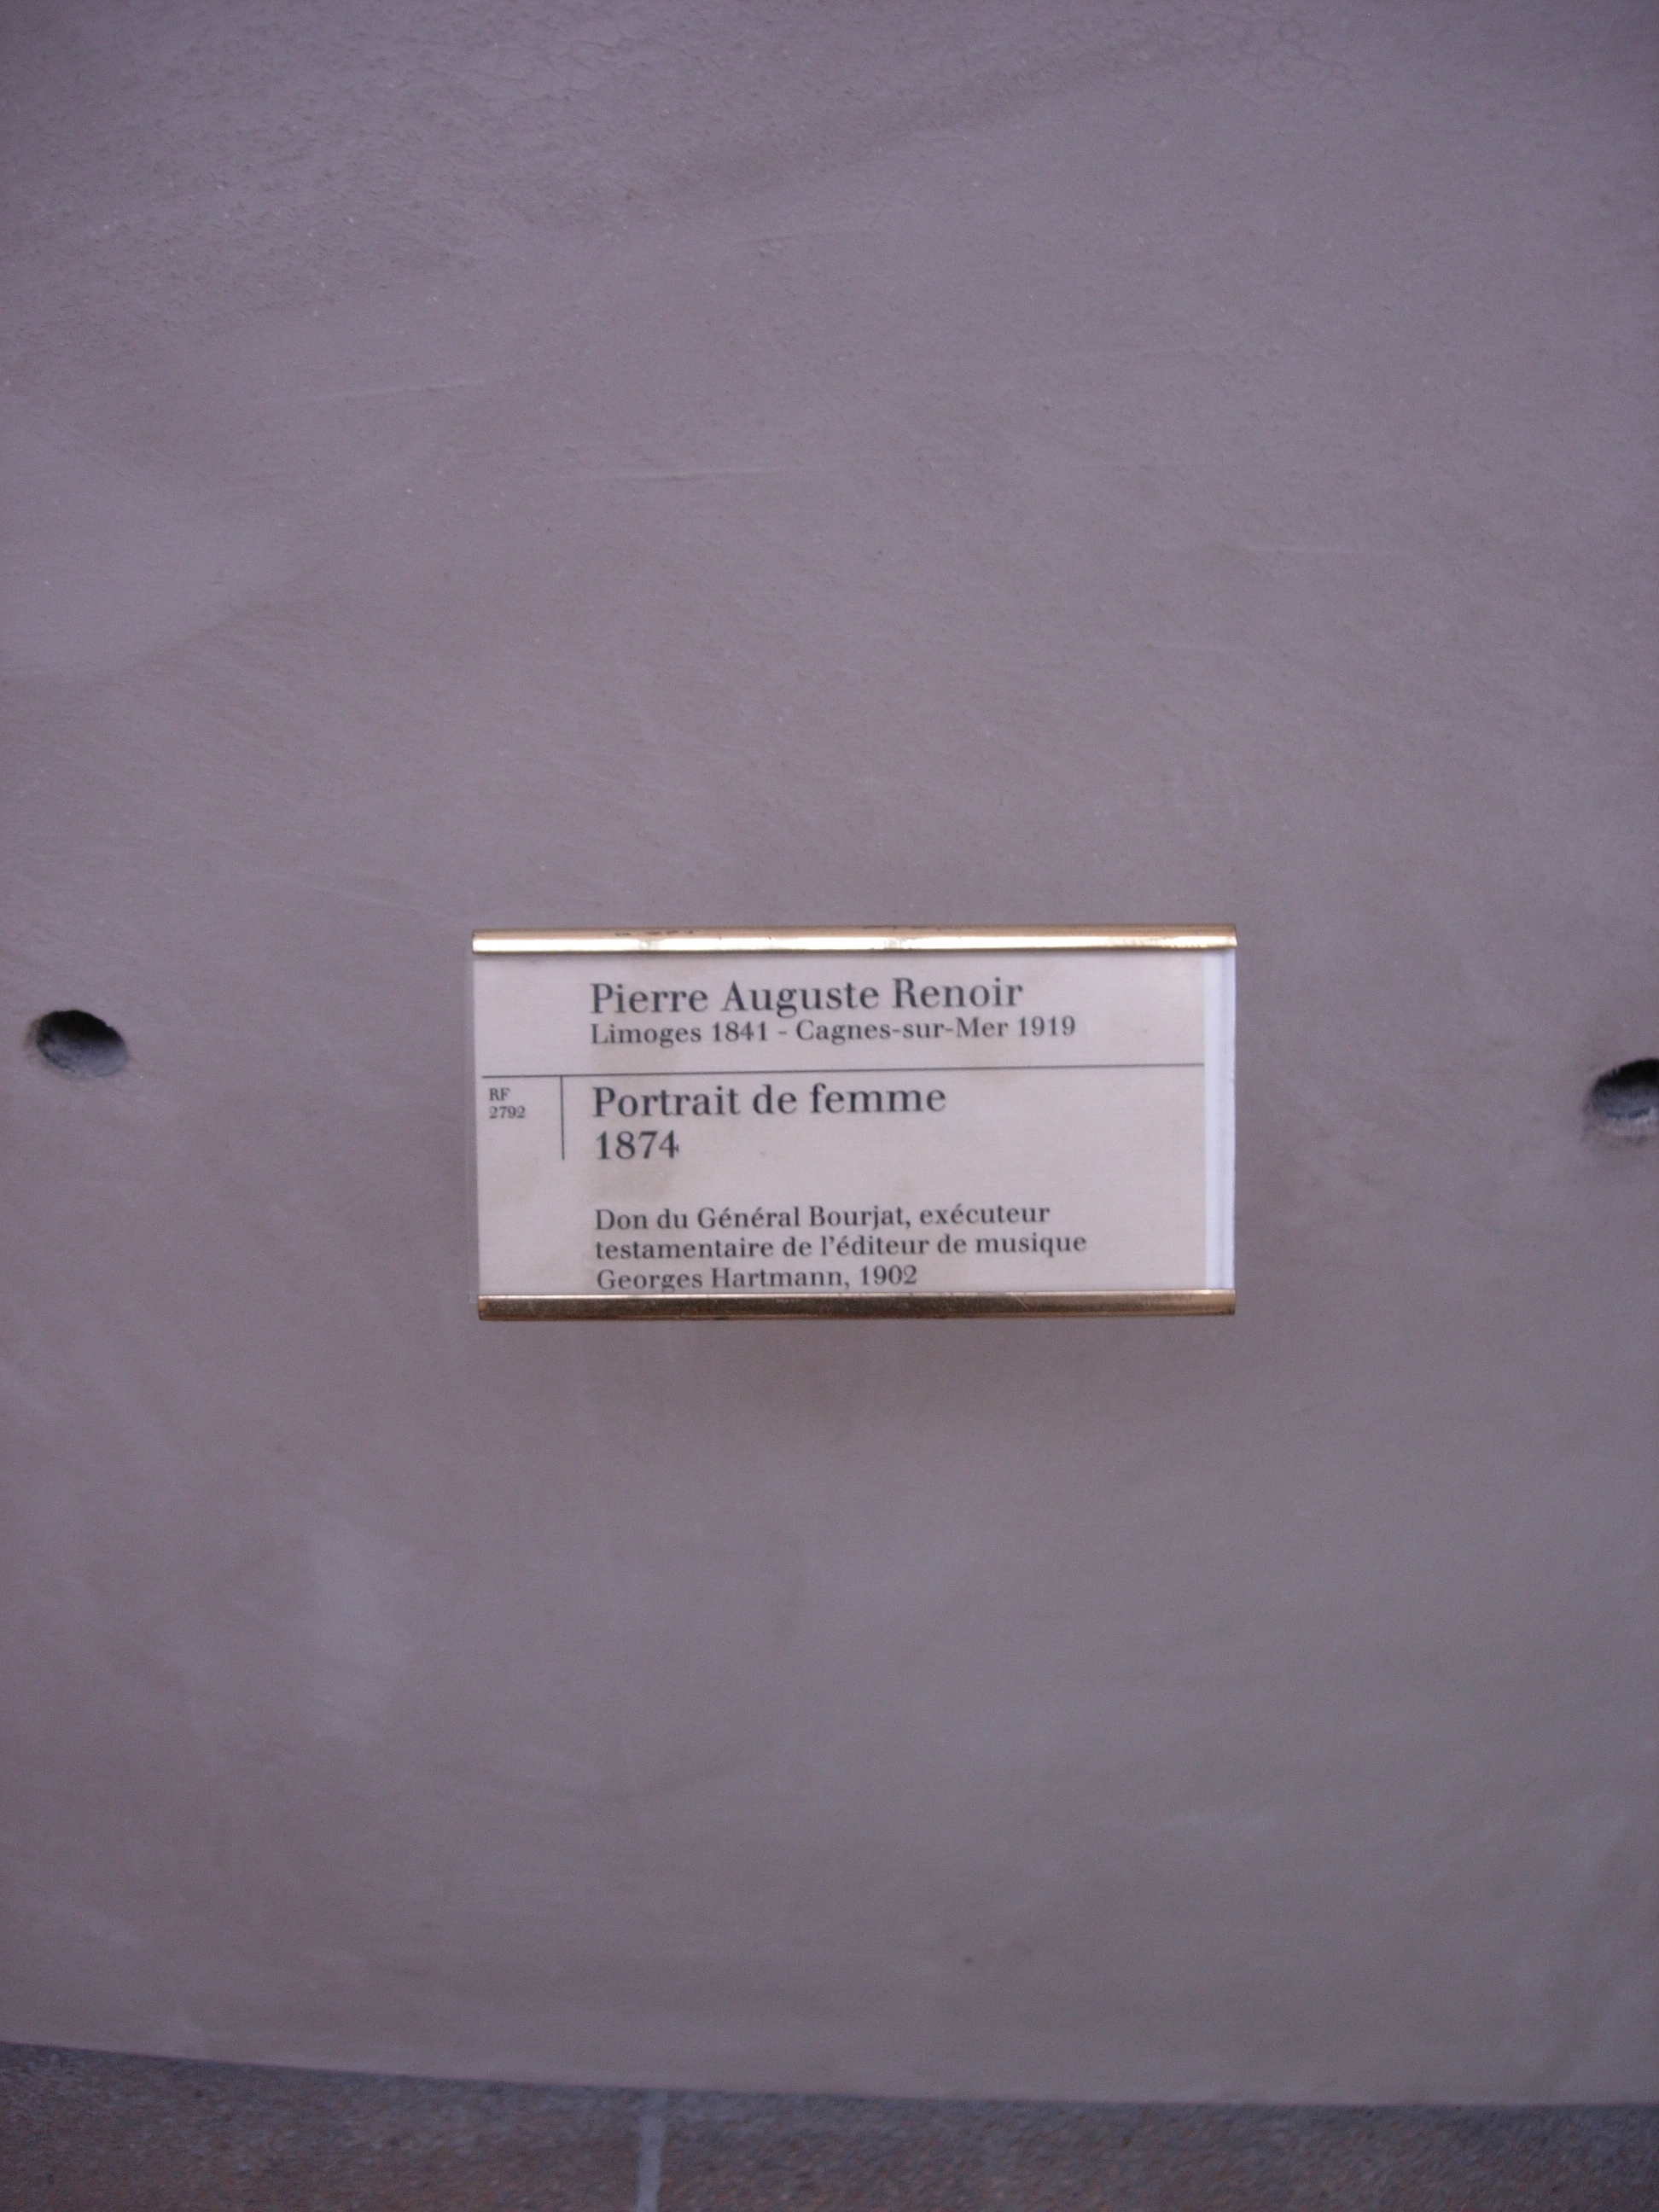 Pierre Auguste Renoir
Limoges 1841 - Cagnes-sur-Mer 1919
RF
2792
Portrait de femme
1874
Don du Général Bourjat, exécuteur
testamentaire de l'éditeur de musique
Georges Hartmann, 1902